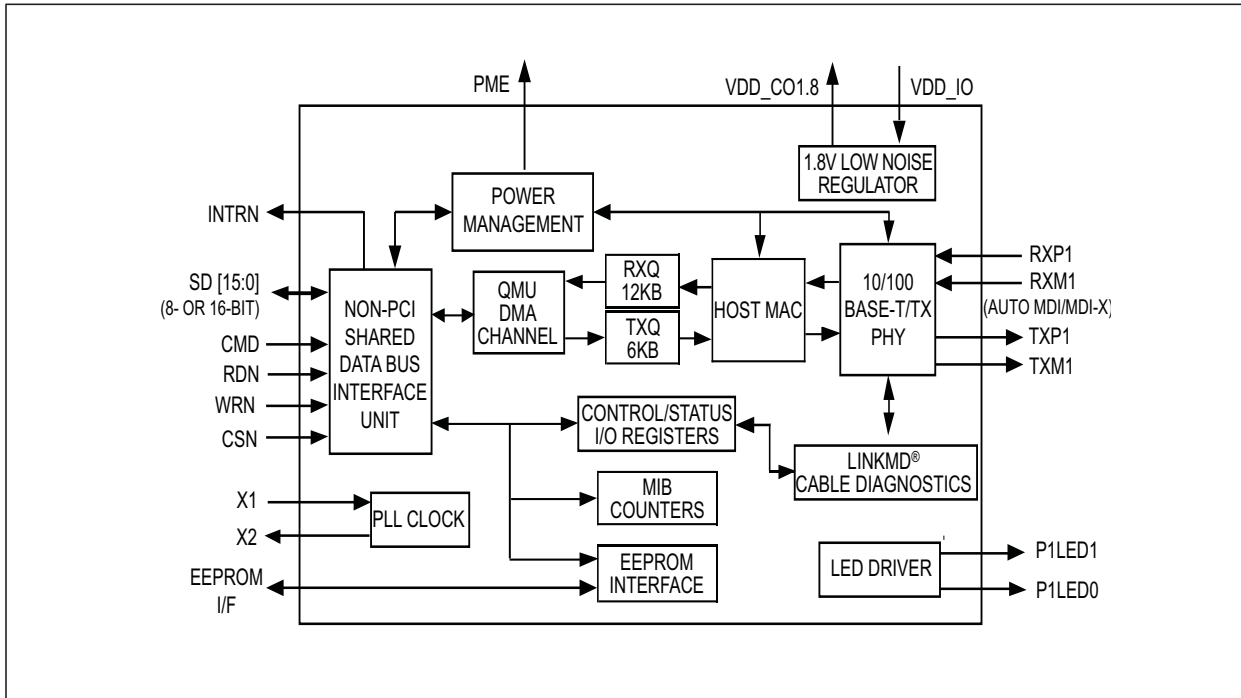 PME
VDD_CO1.8
VDD_IO
1.8V LOW NOISE
REGULATOR
POWER
MANAGEMENT
INTRN
SD [15:0]
(8- OR 16-BIT)
CMD
RDN
WRN
CSN
NON-PCI
SHARED
DATA BUS
INTERFACE
UNIT
QMU
DMA
CHANNEL
RXQ
12KB
TXQ
6KB
HOST MAC
10/100
BASE-T/TX
PHY
RXP1
RXM1
(AUTO MDI/MDI-X)
TXP1
TXM1
CONTROL/STATUS
I/O REGISTERS
LINKMD®
CABLE DIAGNOSTICS
X1
X2
PLL CLOCK
MIB
COUNTERS
EEPROM
I/F
EEPROM
INTERFACE
LED DRIVER
P1LED1
P1LED0